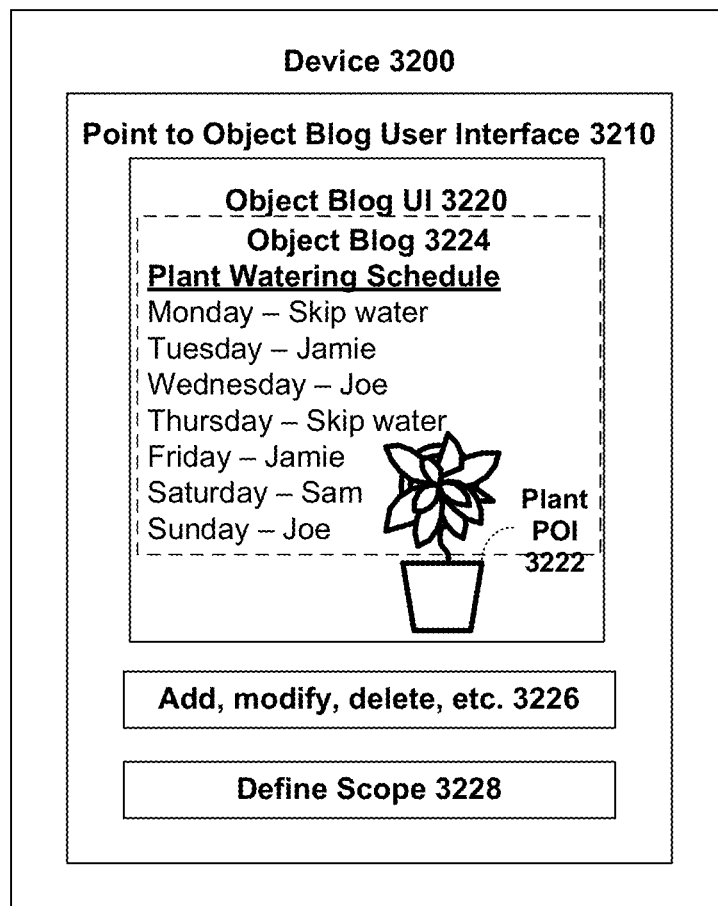 Device 3200
Point to Object Blog User Interface 3210
Object Blog UI 3220
Object Blog 3224
Plant Watering Schedule
Monday – Skip water
Tuesday – Jamie
Wednesday – Joe
Thursday – Skip water
Friday – Jamie
Saturday – Sam
Sunday – Joe
Plant
POI
3222
Add, modify, delete, etc. 3226
Define Scope 3228